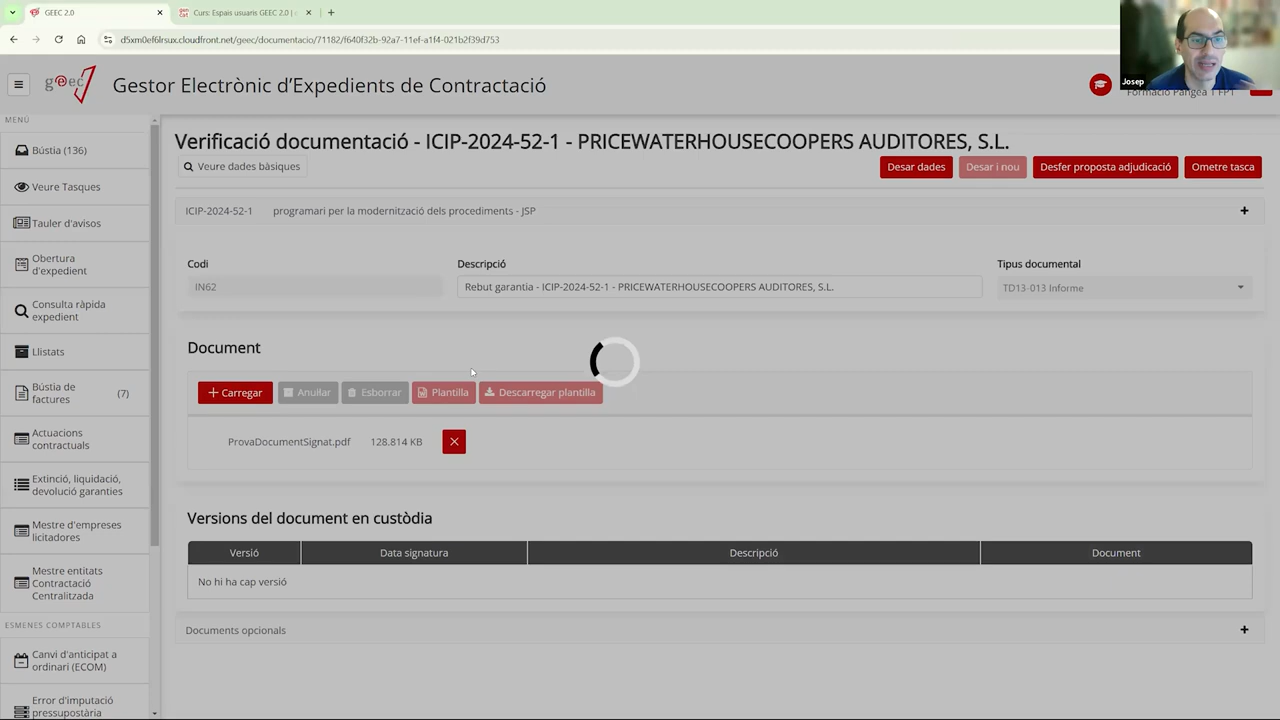 GEEC 2.0
Curs: Espais usuaris GEEC 2.0 |
d5xm0ef6lrsux.cloudfront.net/geec/documentacio/71182/f640f32b-92a7-11ef-a1f4-021b2f39d753
geec
Gestor Electrònic d'Expedients de Contractació
Josep
Formació Pangea 1 FP1
MENÚ
Bústia (136)
Veure Tasques
Tauler d'avisos
Obertura
d'expedient
Consulta ràpida
expedient
Llistats
Bústia de
factures
(7)
Actuacions
contractuals
Extinció, liquidació,
devolució garanties
Mestre d'empreses
licitadores
Mestre entitats
Contractació
Centralitzada
ESMENES COMPTABLES
Canvi d'anticipat a
ordinari (ECOM)
Error d'imputació
pressupostària
Verificació documentació - ICIP-2024-52-1 - PRICEWATERHOUSECOOPERS AUDITORES, S.L.
Veure dades bàsiques
Desar dades
Desar i nou
Desfer proposta adjudicació
Ometre tasca
ICIP-2024-52-1 programari per la modernització dels procediments - JSP
Codi
Descripció
Tipus documental
IN62
Rebut garantia - ICIP-2024-52-1 - PRICEWATERHOUSECOOPERS AUDITORES, S.L.
TD13-013 Informe
Document
Carregar
Anul·lar
Esborrar
Plantilla
Descarregar plantilla
ProvaDocumentSignat.pdf 128.814 KB
Versions del document en custòdia
Versió Data signatura Descripció Document
No hi ha cap versió
Documents opcionals